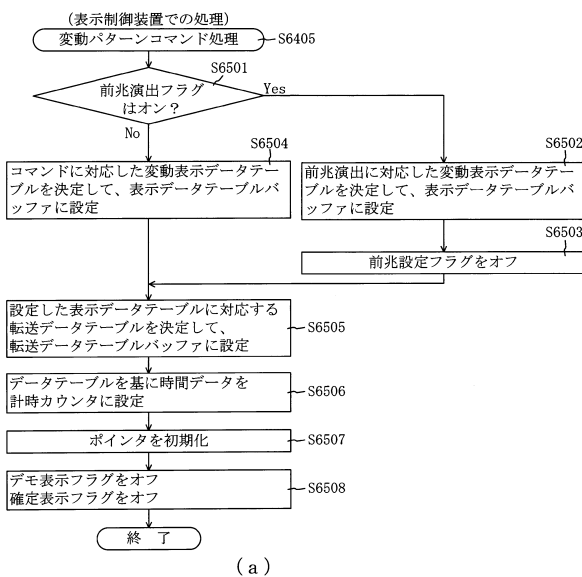 (表示制御装置での処理)
変動パターンコマンド処理
S6405
S6501
前兆演出フラグ
はオン?
Yes
No
S6504
コマンドに対応した変動表示データテー
ブルを決定して、表示データテーブルバ
ッファに設定
S6502
前兆演出に対応した変動表示データテー
ブルを決定して、表示データテーブルバ
ッファに設定
S6503
前兆設定フラグをオフ
設定した表示データテーブルに対応する
転送データテーブルを決定して、
転送データテーブルバッファに設定
S6505
データテーブルを基に時間データを
計時カウンタに設定
S6506
ポインタを初期化
S6507
デモ表示フラグをオフ
確定表示フラグをオフ
S6508
終 了
(a)